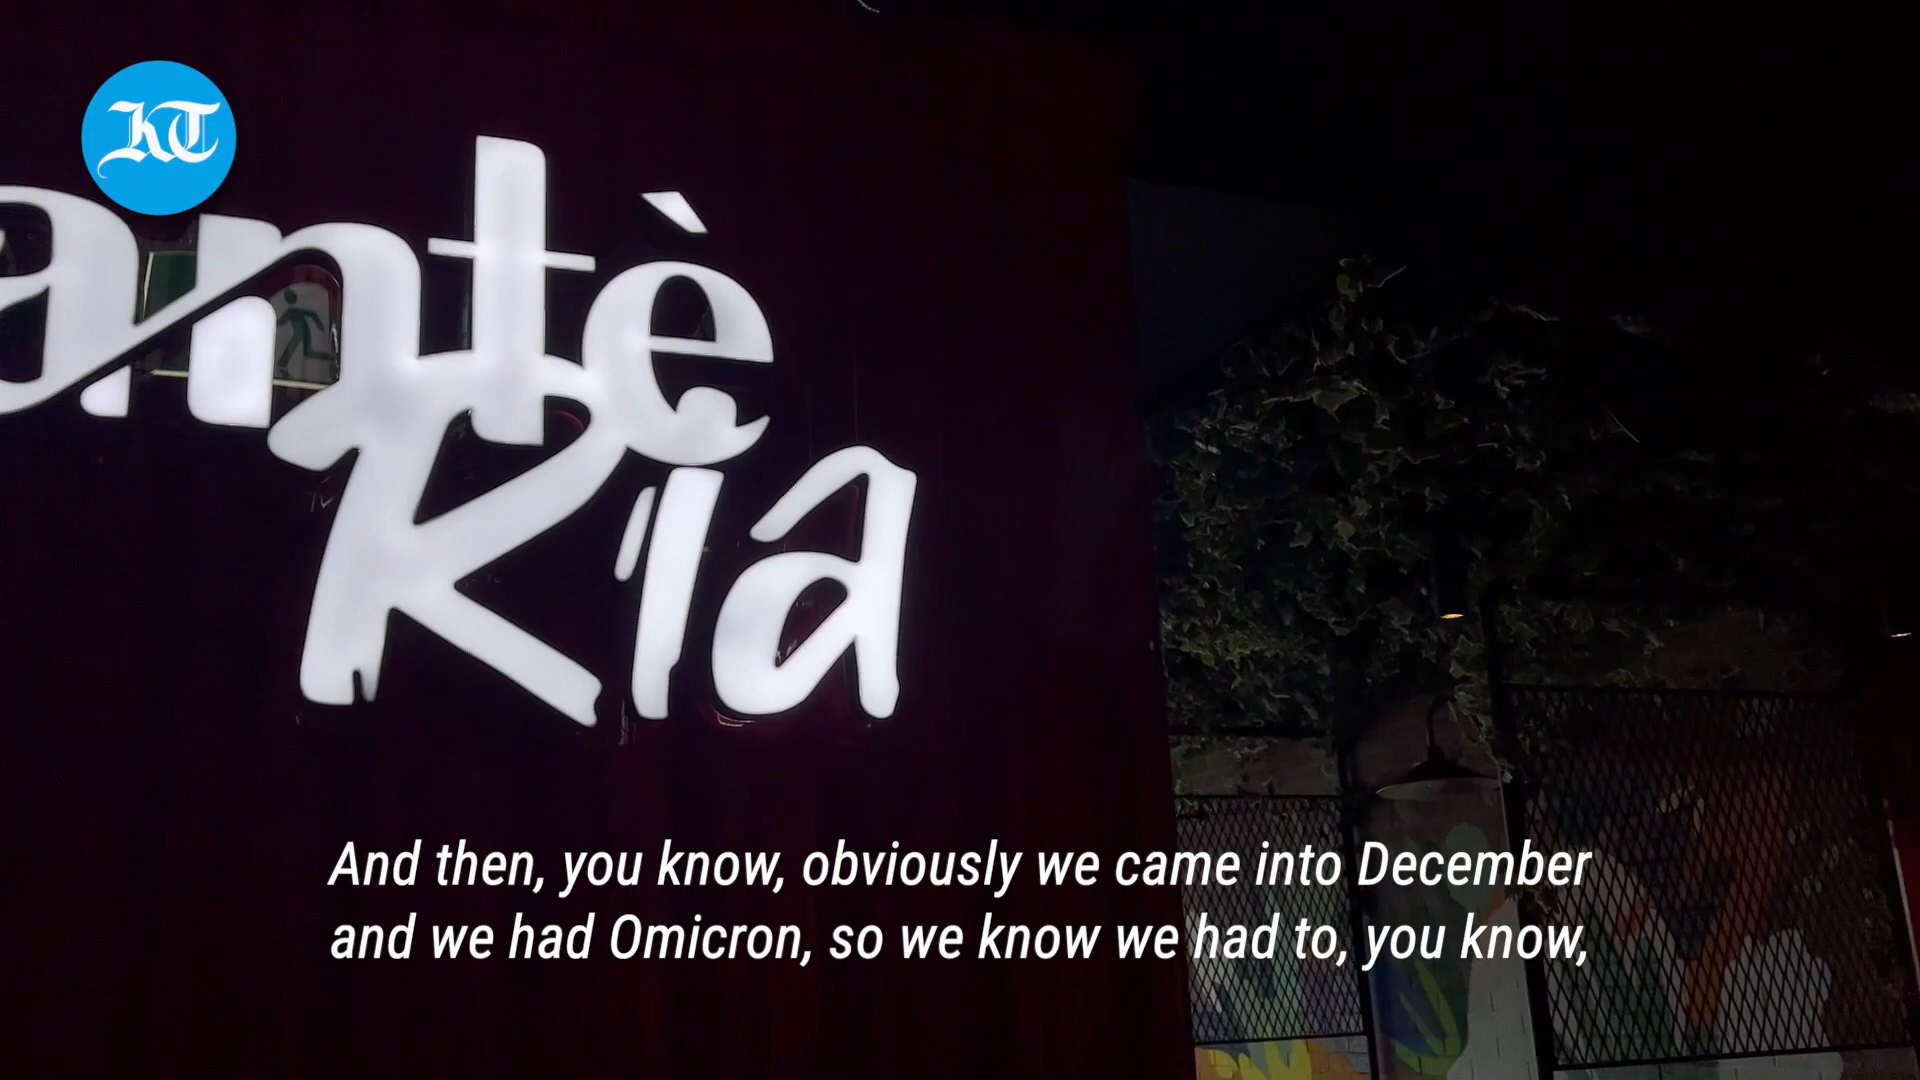 KT
antè
Ria
And then, you know, obviously we came into December
and we had Omicron, so we know we had to, you know,